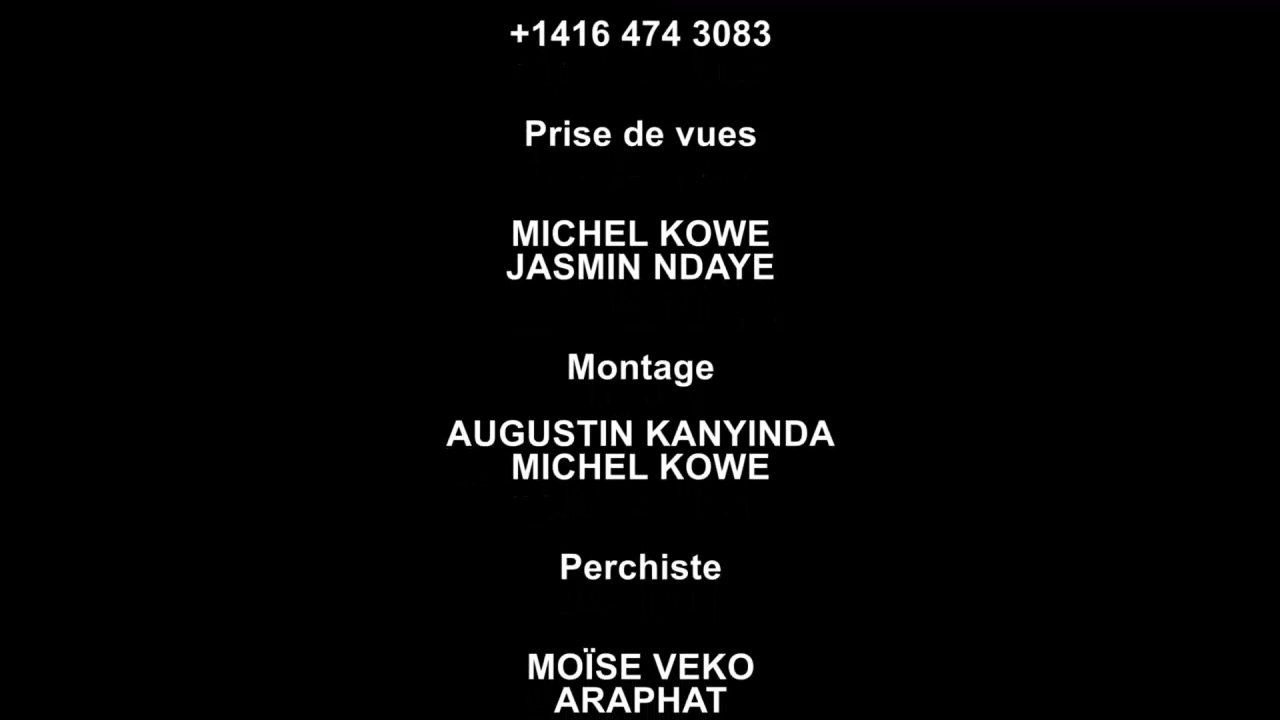 +1416 474 3083
Prise de vues
MICHEL KOWE
JASMIN NDAYE
Montage
AUGUSTIN KANYINDA
MICHEL KOWE
Perchiste
MOÏSE VEKO
ARAPHAT